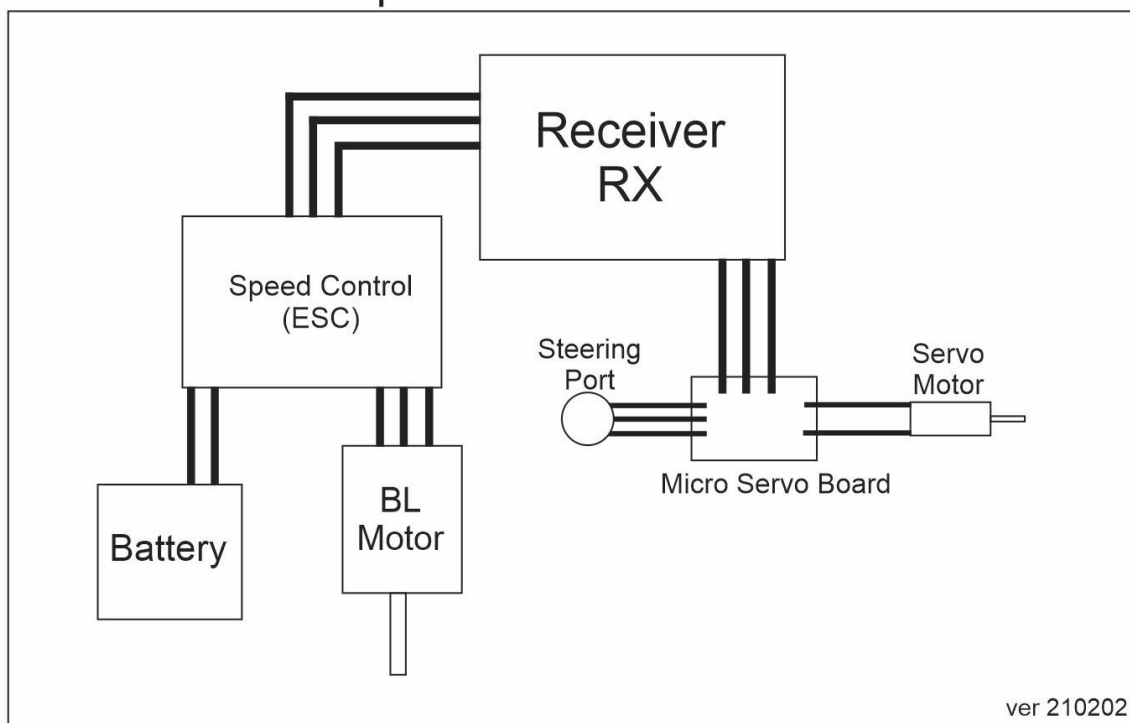 Receiver
RX
Speed Control
(ESC)
Steering
Port
Servo
Motor
Micro Servo Board
Battery
BL
Motor
ver 210202